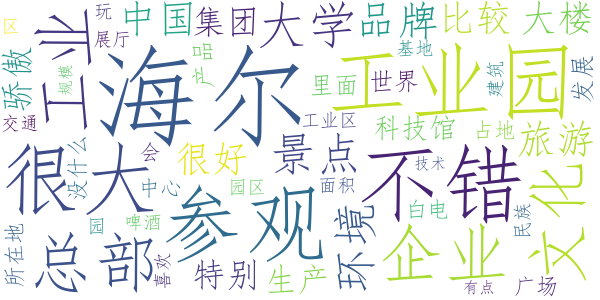 区
玩
中国
集团
大学
品牌
比较
大楼
展厅
产品
基地
骄傲
规模
工业
海尔
里面
世界
工业园
建筑
发展
交通
工业区
科技馆
占地
旅游
没什么
会
很好
景点
很大
中心
园区
面积
不错
技术
文化
参观
啤酒
环境
白电
民族
所在地
园
总部
喜欢
特别
生产
企业
有点
广场